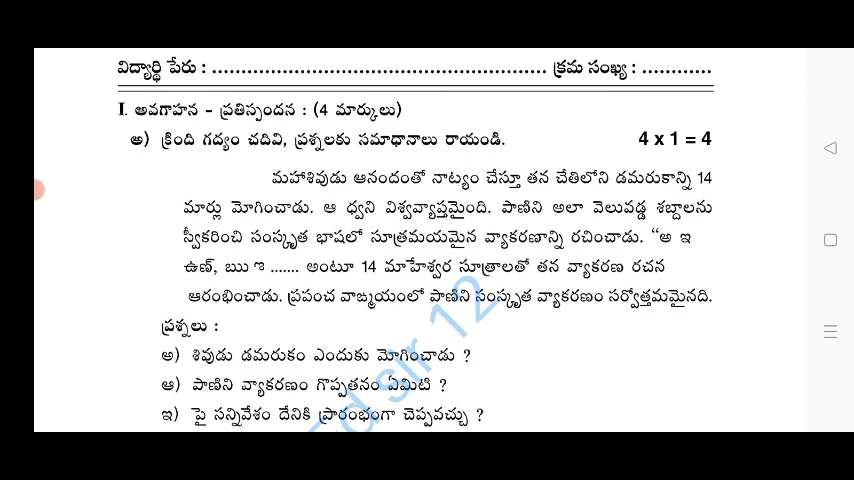 విద్యార్థి పేరు : ...................................................... క్రమ సంఖ్య : ............
I. అవగాహన - ప్రతిస్పందన : (4 మార్కులు)
అ) క్రింది గద్యం చదివి, ప్రశ్నలకు సమాధానాలు రాయండి. 4 x 1 = 4
మహాశివుడు ఆనందంతో నాట్యం చేస్తూ తన చేతిలోని డమరుకాన్ని 14
మార్లు మోగించాడు. ఆ ధ్వని విశ్వవ్యాప్తమైంది. పాణిని అలా వెలువడ్డ శబ్దాలను
స్వీకరించి సంస్కృత భాషలో సూత్రమయమైన వ్యాకరణాన్ని రచించాడు. “అ ఇ
ఉణ్, ఋ ....... అంటూ 14 మాహేశ్వర సూత్రాలతో తన వ్యాకరణ రచన
ఆరంభించాడు. ప్రపంచ వాఙ్మయంలో పాణిని సంస్కృత వ్యాకరణం సర్వోత్తమమైనది.
ప్రశ్నలు :
అ) శివుడు డమరుకం ఎందుకు మోగించాడు ?
ఆ) పాణిని వ్యాకరణం గొప్పతనం ఏమిటి ?
ఇ) పై సన్నివేశం దేనికి ప్రారంభంగా చెప్పవచ్చు ?
sir 12